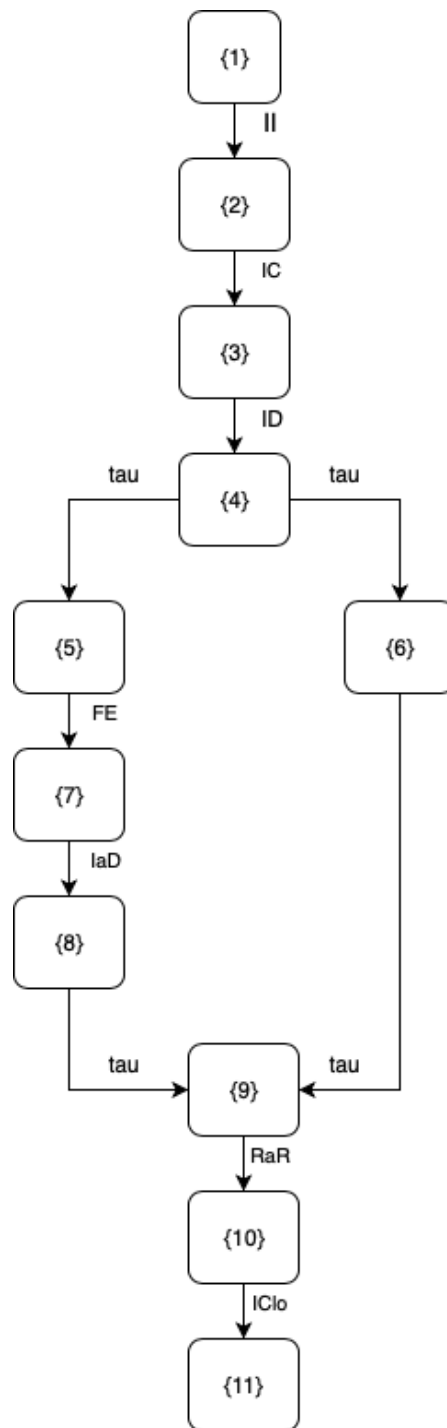 {1}
II
{2}
IC
{3}
ID
tau
{4}
tau
{5}
{6}
FE
{7}
IaD
{8}
tau
{9}
tau
RaR
{10}
IClo
{11}